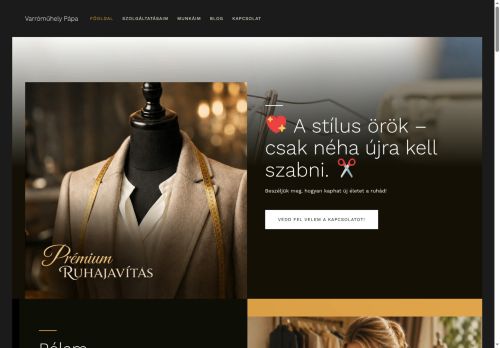 Varróműhely Pápa
FŐOLDAL
SZOLGÁLTATÁSAIM
MUNKÁIM
BLOG
KAPCSOLAT
💖 A stílus örök –
csak néha újra kell
szabni. ✂️
Beszéljük meg, hogyan kaphat új életet a ruhád!
VEDD FEL VELEM A KAPCSOLATOT!
Prémium
RUHAJAVÍTÁS
Rólam